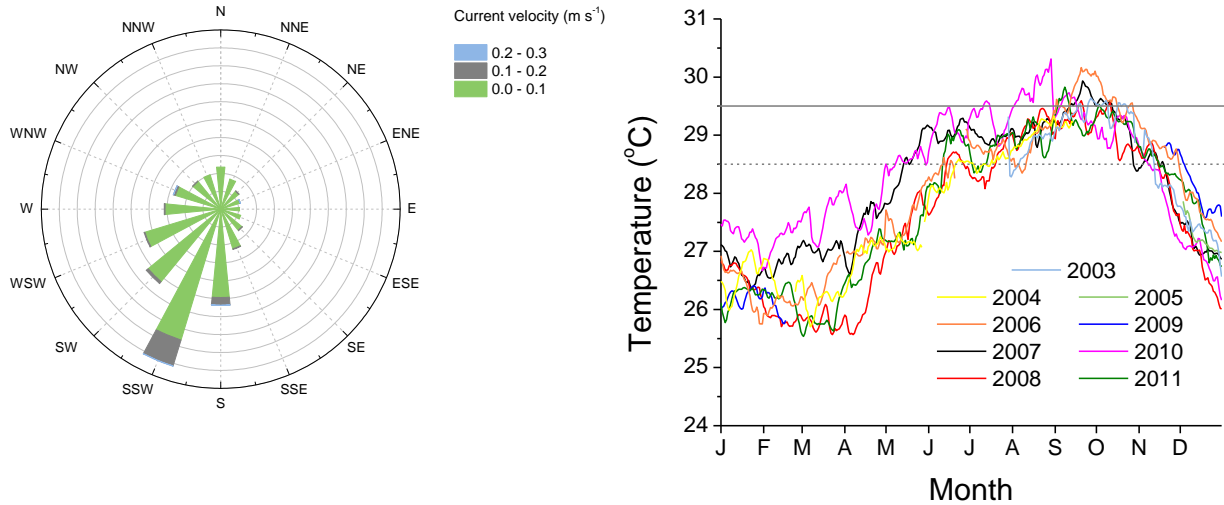 N
NNE
NE
ENE
E
ESE
SE
SSE
S
SSW
SW
WSW
W
WNW
NW
NNW
Current velocity (m s⁻¹)
0.2 - 0.3
0.1 - 0.2
0.0 - 0.1
Temperature (°C)
31
30
29
28
27
26
25
24
J F M A M J J A S O N D
Month
2003
2004 2005
2006 2009
2007 2010
2008 2011